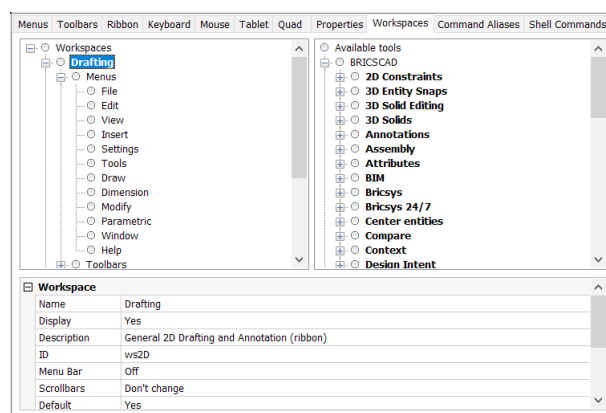 Menus Toolbars Ribbon Keyboard Mouse Tablet Quad Properties Workspaces Command Aliases Shell Commands
Workspaces
Drafting
Menus
File
Edit
View
Insert
Settings
Tools
Draw
Dimension
Modify
Parametric
Window
Help
Toolbars
Available tools
BRICSCAD
2D Constraints
3D Entity Snaps
3D Solid Editing
3D Solids
Annotations
Assembly
Attributes
BIM
Bricsys
Bricsys 24/7
Center entities
Compare
Context
Design Intent
Workspace
Name Drafting
Display Yes
Description General 2D Drafting and Annotation (ribbon)
ID ws2D
Menu Bar Off
Scrollbars Don't change
Default Yes